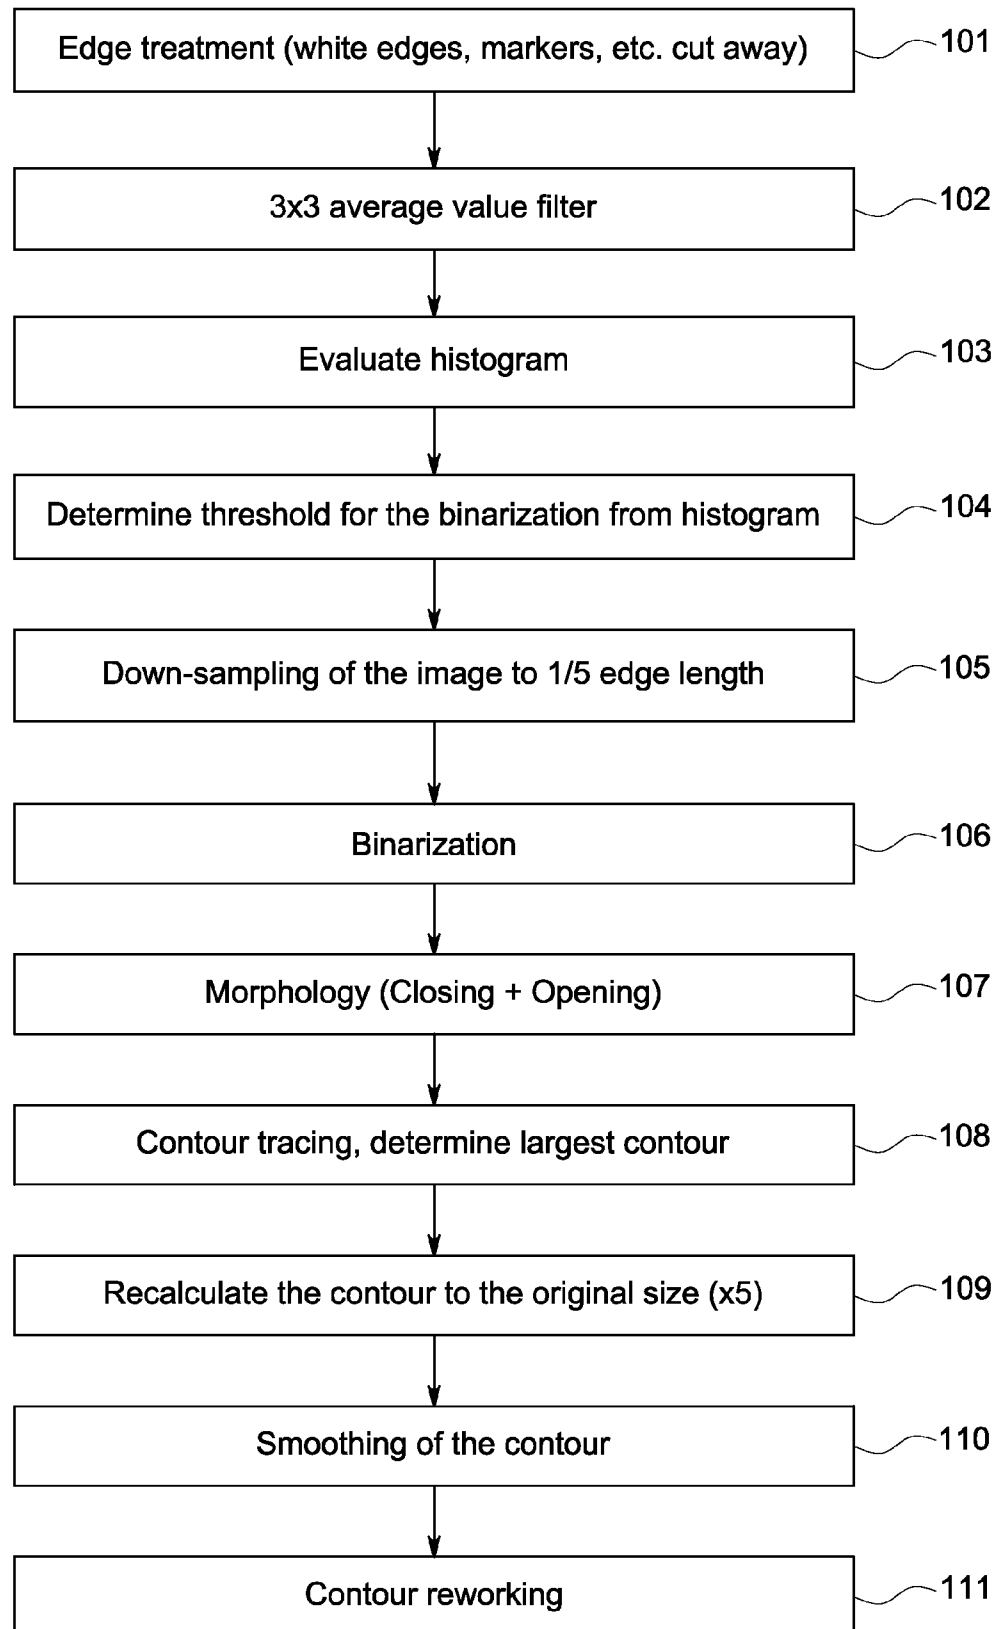 Edge treatment (white edges, markers, etc. cut away)
101
3x3 average value filter
102
Evaluate histogram
103
Determine threshold for the binarization from histogram
104
Down-sampling of the image to 1/5 edge length
105
Binarization
106
Morphology (Closing + Opening)
107
Contour tracing, determine largest contour
108
Recalculate the contour to the original size (x5)
109
Smoothing of the contour
110
Contour reworking
111